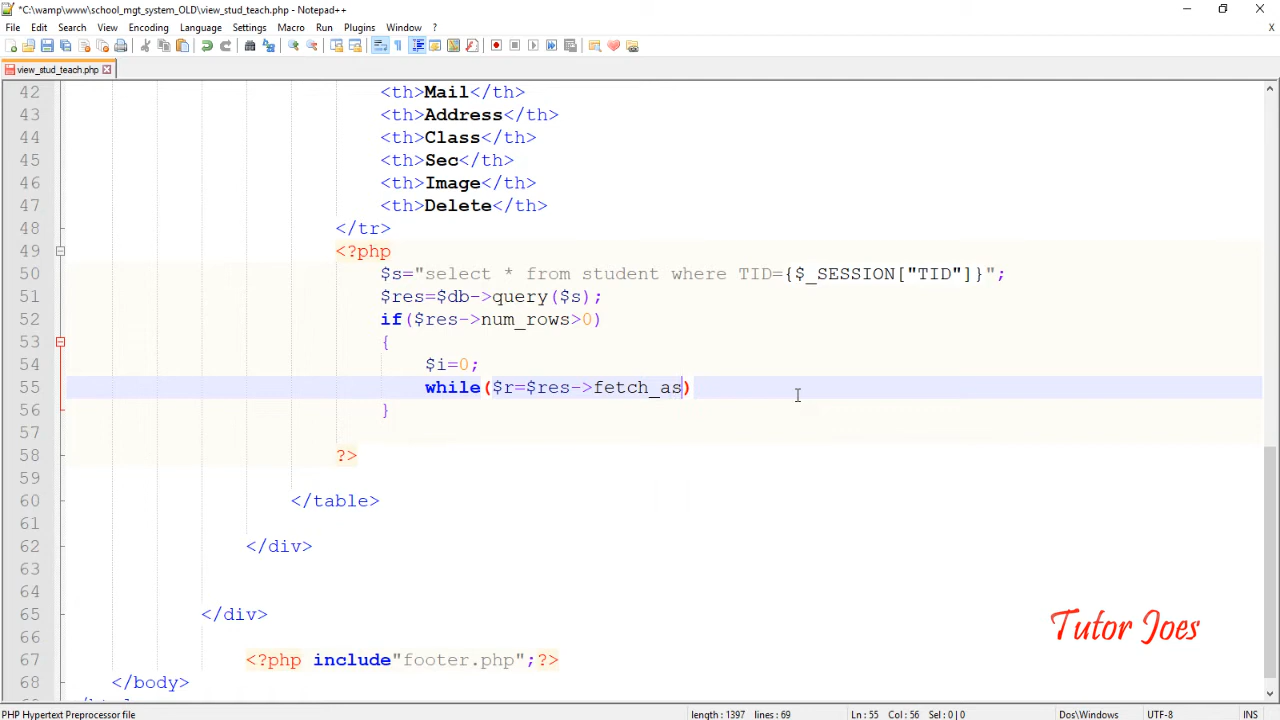 *C:\wamp\www\school_mgt_system_OLD\view_stud_teach.php - Notepad++
File Edit Search View Encoding Language Settings Macro Run Plugins Window ?
X
view_stud_teach.php
42 <th>Mail</th>
43 <th>Address</th>
44 <th>Class</th>
45 <th>Sec</th>
46 <th>Image</th>
47 <th>Delete</th>
48 </tr>
49 <?php
50 $s="select * from student where TID={$_SESSION["TID"]}";
51 $res=$db->query($s);
52 if($res->num_rows>0)
53 {
54 $i=0;
55 while($r=$res->fetch_as)
56 }
57
58 ?>
59
60 </table>
61
62 </div>
63
64
65 </div>
66
67 <?php include"footer.php";?>
68 </body>
Tutor Joes
PHP Hypertext Preprocessor file length : 1397 lines : 69 Ln : 55 Col : 56 Sel : 0 | 0 Dos\Windows UTF-8 INS